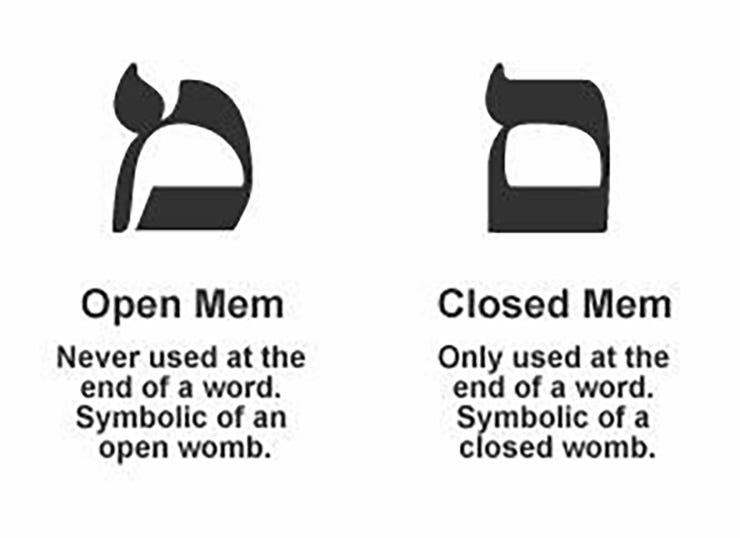 מ
ם
Open Mem
Never used at the
end of a word.
Symbolic of an
open womb.
Closed Mem
Only used at the
end of a word.
Symbolic of a
closed womb.